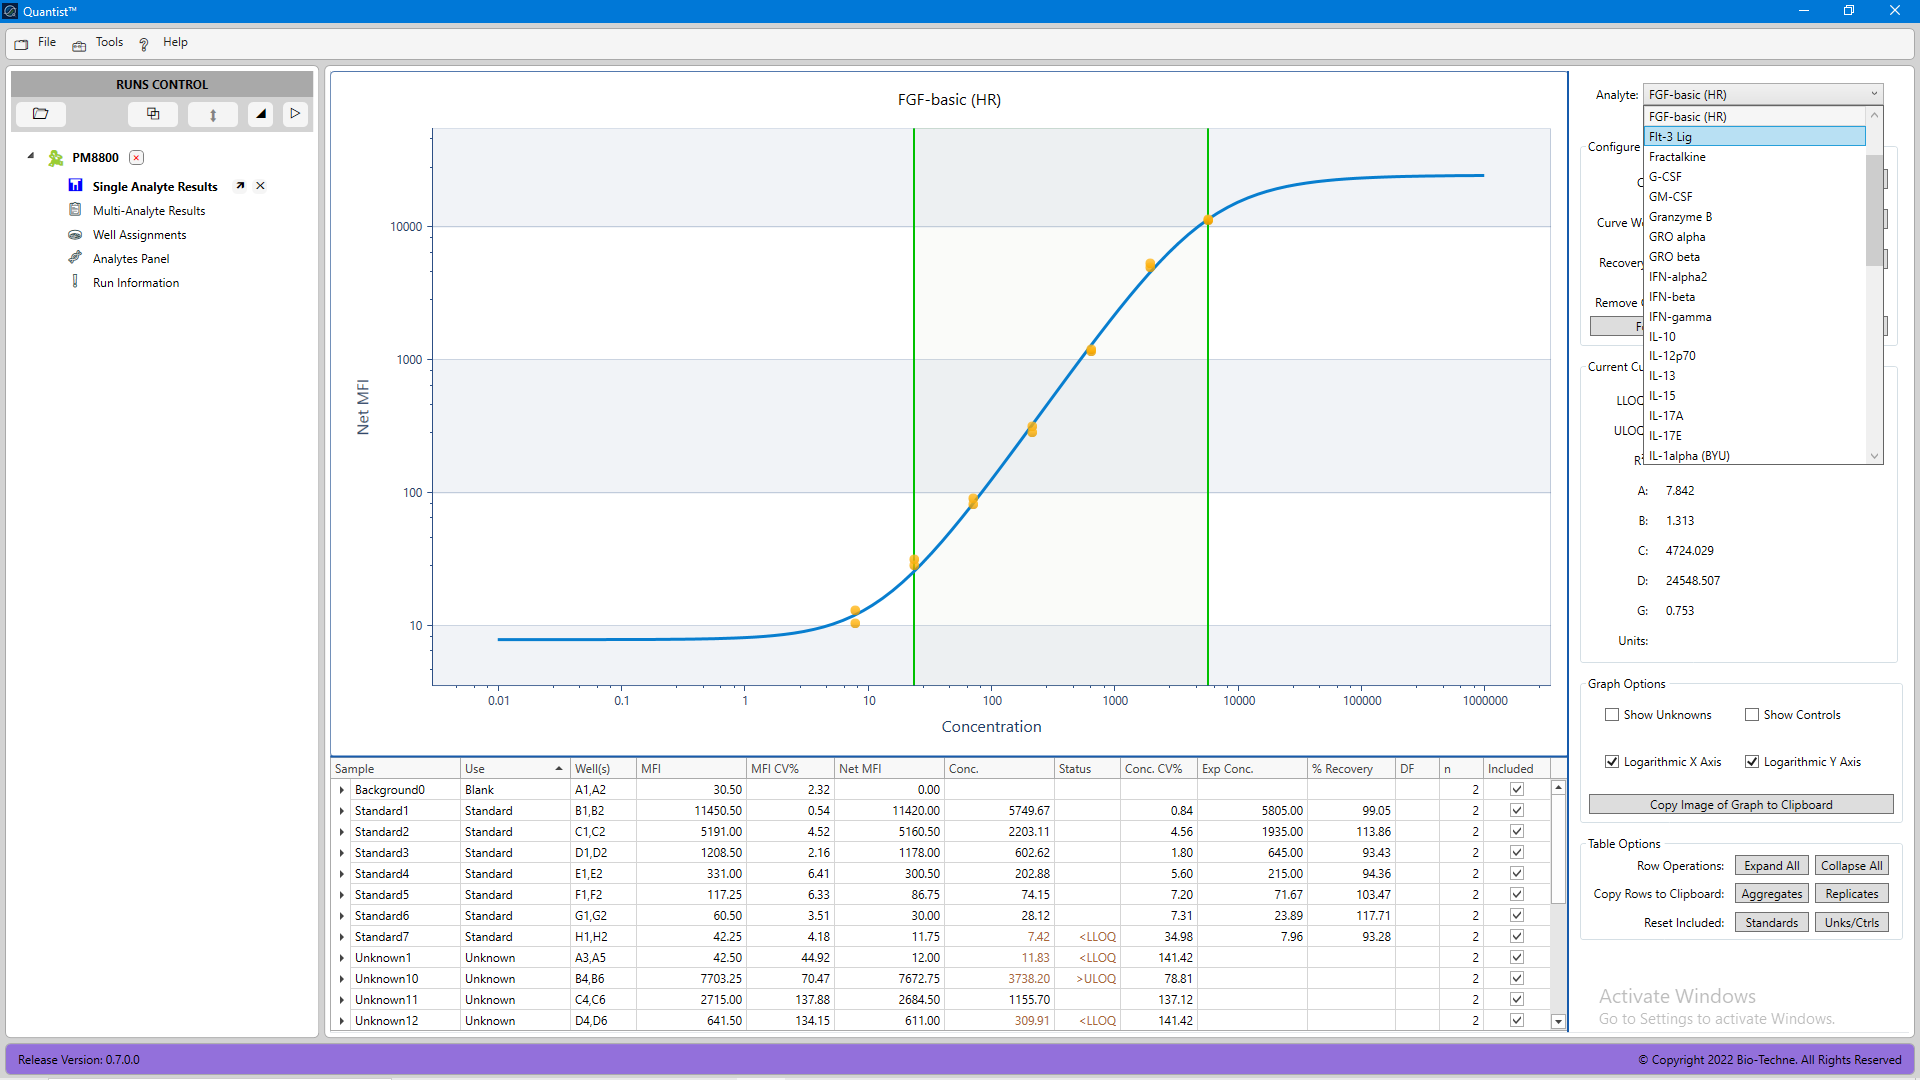 Quantist™
File Tools ? Help
RUNS CONTROL
PM8800
Single Analyte Results
Multi-Analyte Results
Well Assignments
Analytes Panel
Run Information
FGF-basic (HR)
Net MFI
10000
1000
100
10
0.01 0.1 1 10 100 1000 10000 100000 1000000
Concentration
Sample Use Well(s) MFI MFI CV% Net MFI Conc. Status Conc. CV% Exp Conc. % Recovery DF n Included
Background0 Blank A1,A2 30.50 2.32 0.00 2
Standard1 Standard B1,B2 11450.50 0.54 11420.00 5749.67 0.84 5805.00 99.05 2
Standard2 Standard C1,C2 5191.00 4.52 5160.50 2203.11 4.56 1935.00 113.86 2
Standard3 Standard D1,D2 1208.50 2.16 1178.00 602.62 1.80 645.00 93.43 2
Standard4 Standard E1,E2 331.00 6.41 300.50 202.88 5.60 215.00 94.36 2
Standard5 Standard F1,F2 117.25 6.33 86.75 74.15 7.20 71.67 103.47 2
Standard6 Standard G1,G2 60.50 3.51 30.00 28.12 7.31 23.89 117.71 2
Standard7 Standard H1,H2 42.25 4.18 11.75 7.42 <LLOQ 34.98 7.96 93.28 2
Unknown1 Unknown A3,A5 42.50 44.92 12.00 11.83 <LLOQ 141.42 2
Unknown10 Unknown B4,B6 7703.25 70.47 7672.75 3738.20 >ULOQ 78.81 2
Unknown11 Unknown C4,C6 2715.00 137.88 2684.50 1155.70 137.12 2
Unknown12 Unknown D4,D6 641.50 134.15 611.00 309.91 <LLOQ 141.42 2
Analyte: FGF-basic (HR)
FGF-basic (HR)
Flt-3 Lig
Fractalkine
G-CSF
GM-CSF
Granzyme B
GRO alpha
GRO beta
IFN-alpha2
IFN-beta
IFN-gamma
IL-10
IL-12p70
IL-13
IL-15
IL-17A
IL-17E
IL-1alpha (BYU)
Configure
Curve
Recovery
Remove
Current
LLOQ
ULOQ
A: 7.842
B: 1.313
C: 4724.029
D: 24548.507
G: 0.753
Units:
Graph Options
Show Unknowns Show Controls
Logarithmic X Axis Logarithmic Y Axis
Copy Image of Graph to Clipboard
Table Options
Row Operations: Expand All Collapse All
Copy Rows to Clipboard: Aggregates Replicates
Reset Included: Standards Unks/Ctrls
Activate Windows
Go to Settings to activate Windows.
Release Version: 0.7.0.0
© Copyright 2022 Bio-Techne. All Rights Reserved